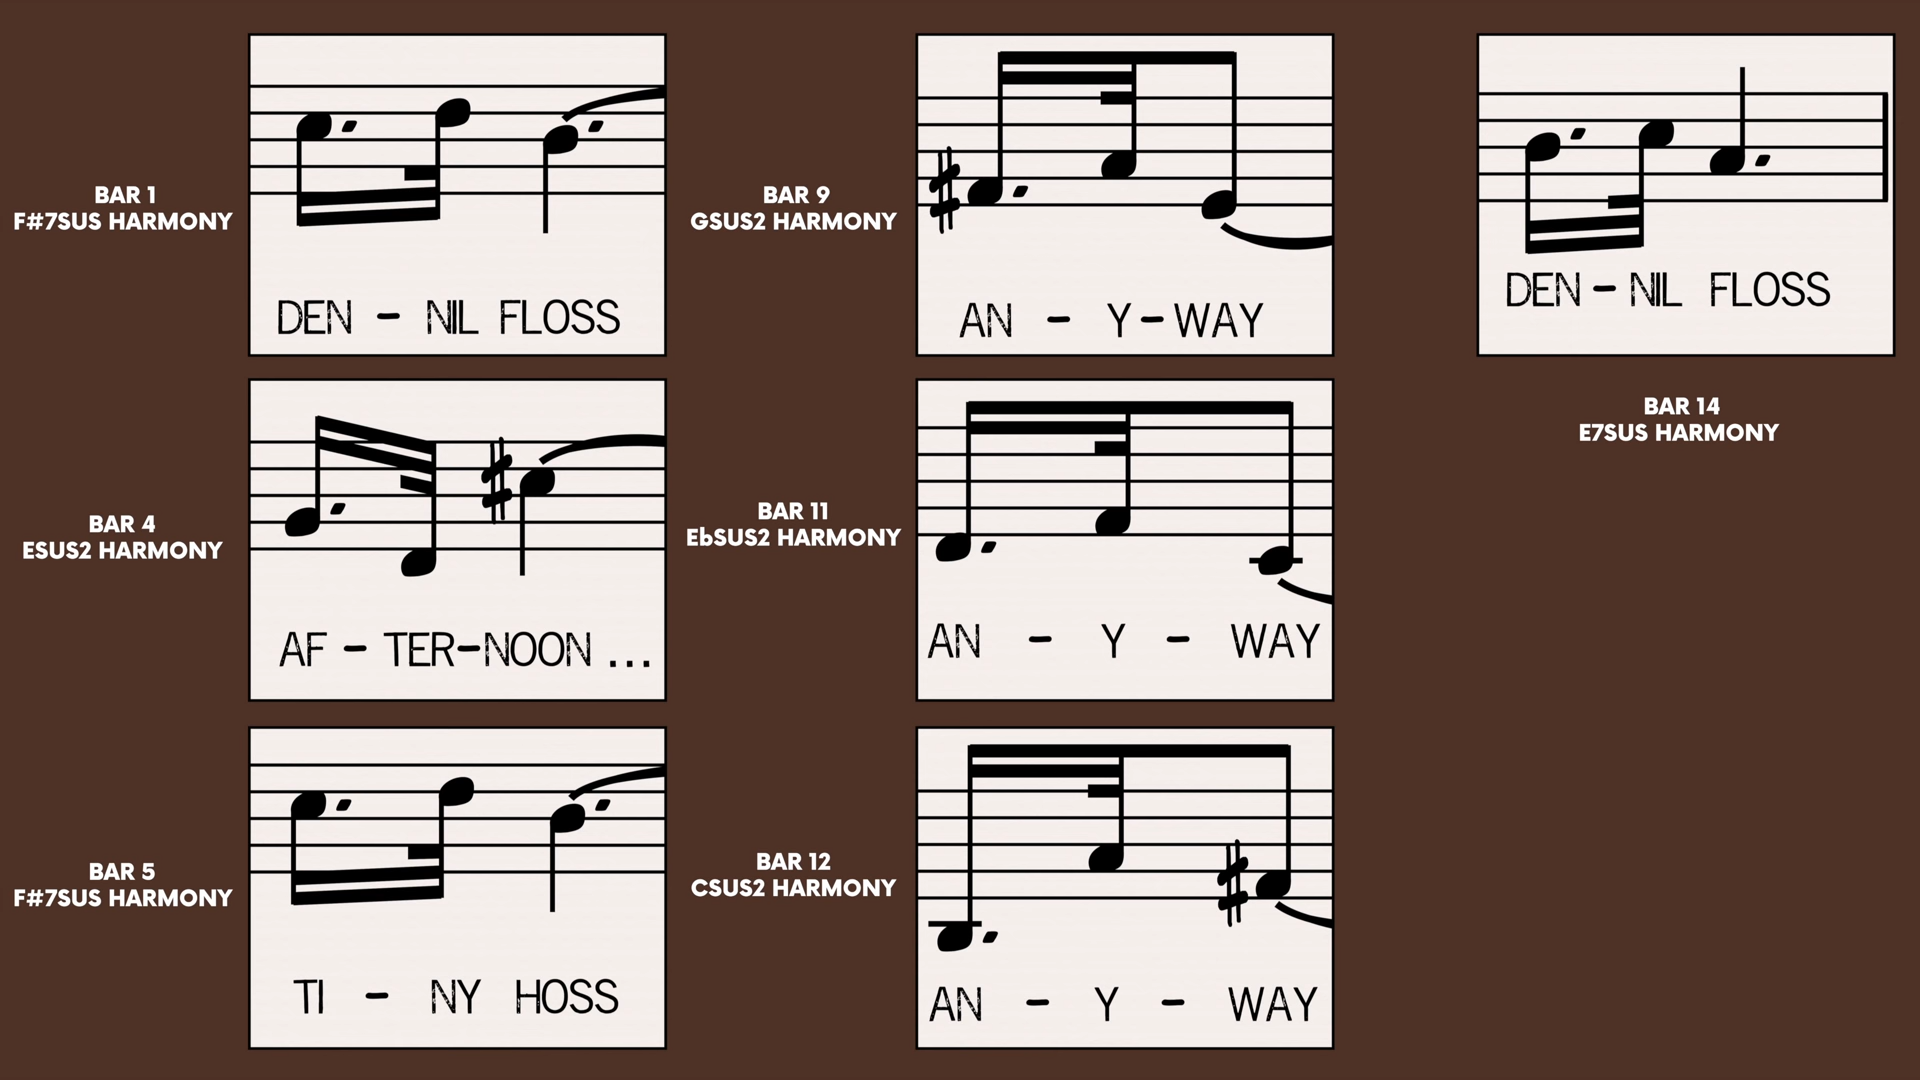 BAR 1
F#7SUS HARMONY
DEN - NIL FLOSS
BAR 4
ESUS2 HARMONY
AF - TER-NOON ...
BAR 5
F#7SUS HARMONY
TI - NY HOSS
BAR 9
GSUS2 HARMONY
AN - Y-WAY
BAR 11
EbSUS2 HARMONY
AN - Y - WAY
BAR 12
CSUS2 HARMONY
AN - Y - WAY
DEN - NIL FLOSS
BAR 14
E7SUS HARMONY